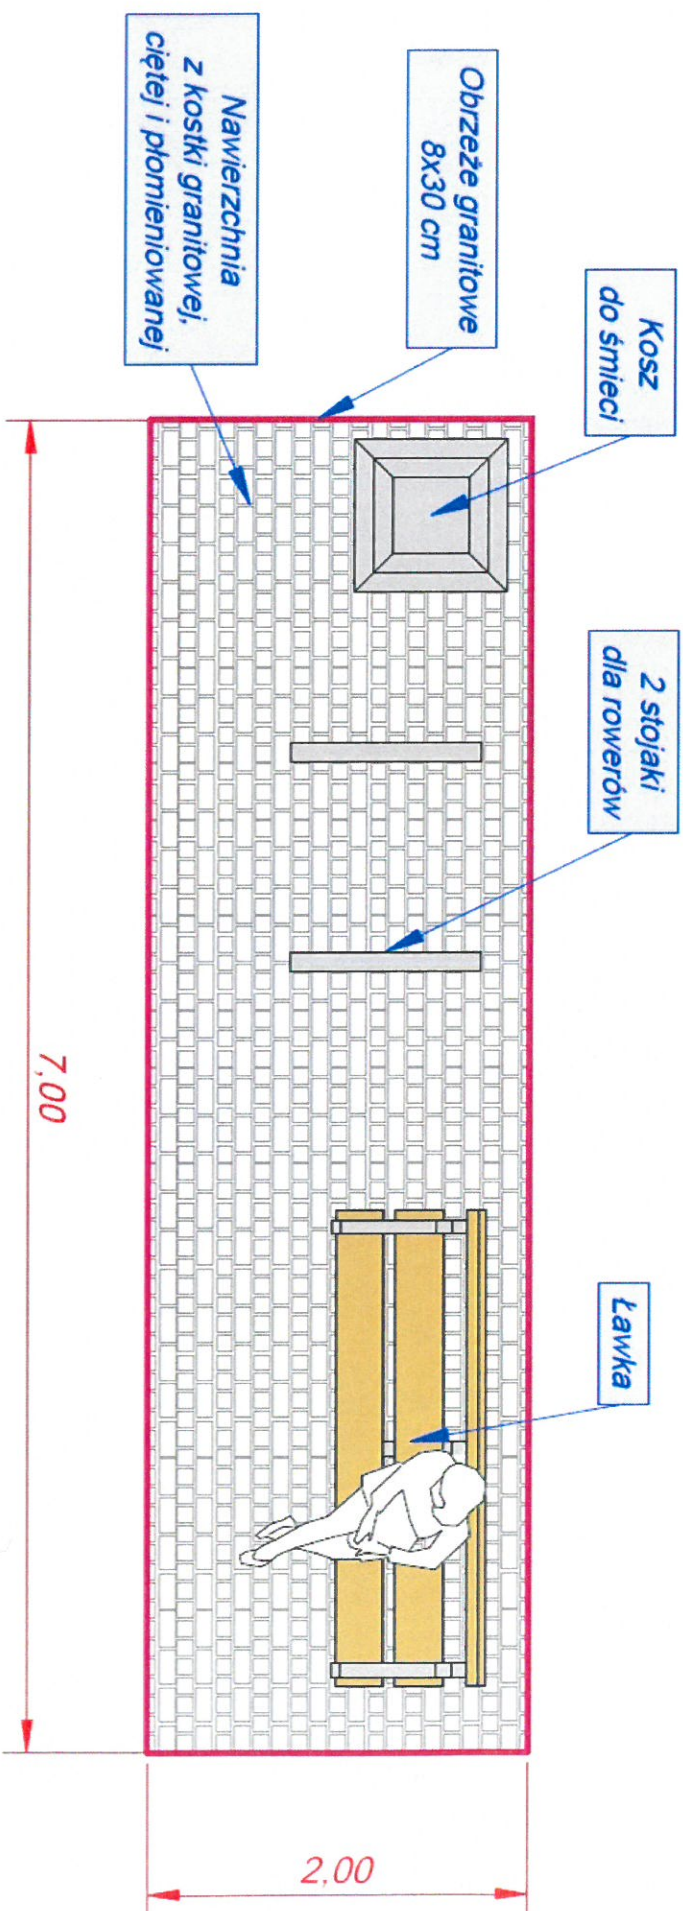 Kosz
do śmieci
2 stojaki
dla rowerów
Ławka
Obrzeże granitowe
8x30 cm
Nawierzchnia
z kostki granitowej,
ciętej i płomieniowanej
7,00
2,00